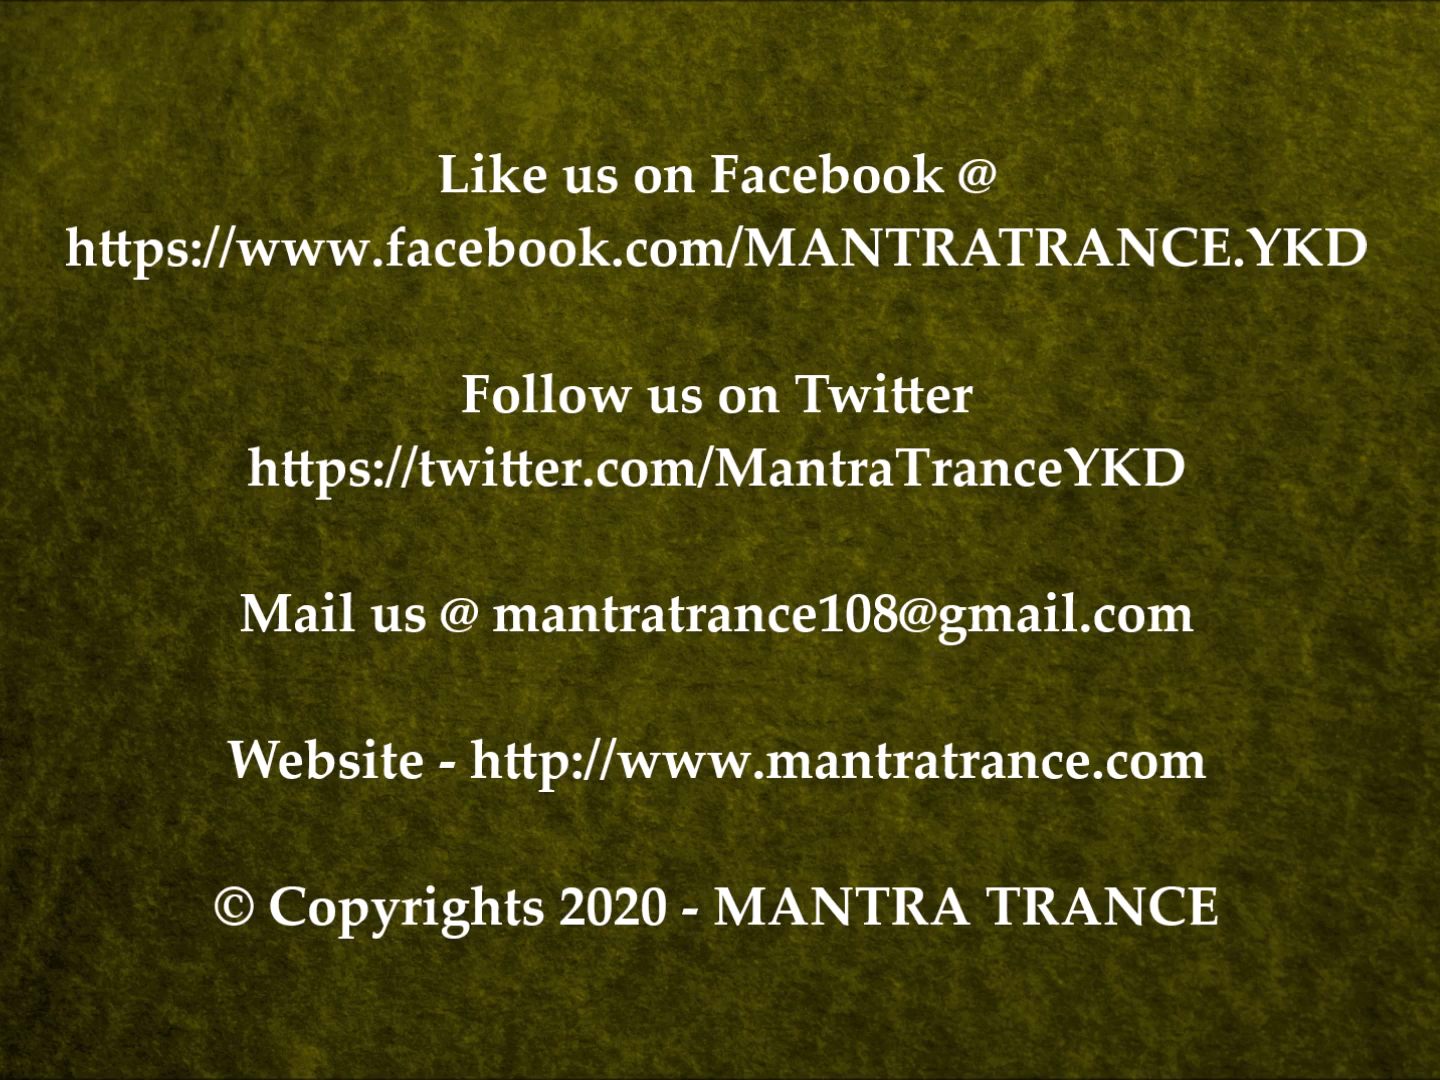 Like us on Facebook @
https://www.facebook.com/MANTRATRANCE.YKD
Follow us on Twitter
https://twitter.com/MantraTranceYKD
Mail us @ mantratrance108@gmail.com
Website - http://www.mantratrance.com
© Copyrights 2020 - MANTRA TRANCE